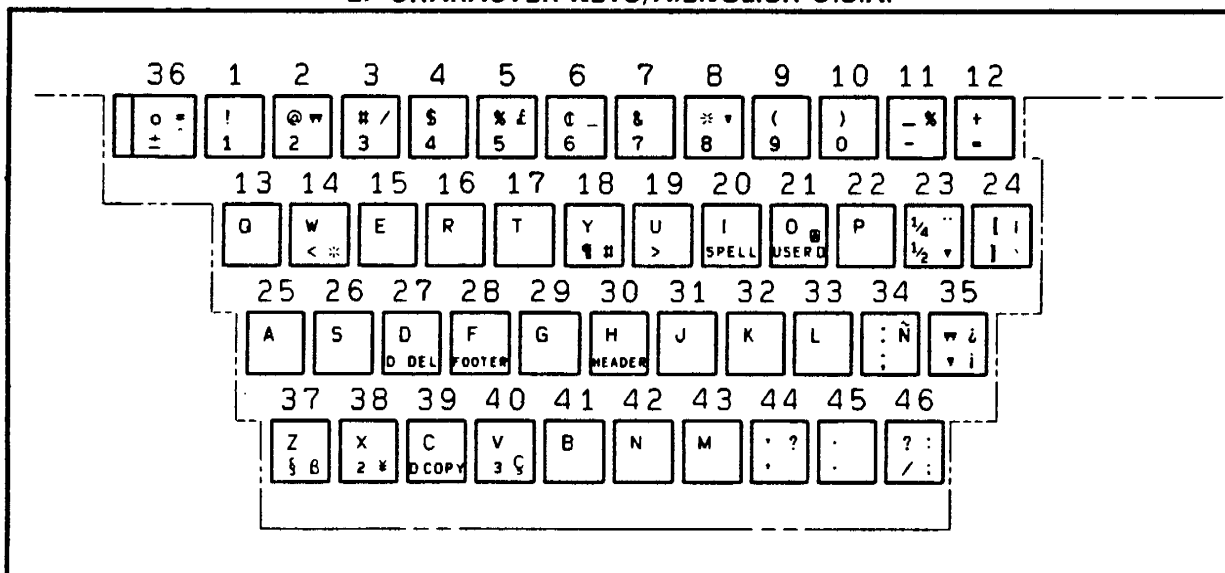 36 1 2 3 4 5 6 7 8 9 10 11 12
o = ! @ " # / $ % £ ¢ _ & * ' ( ) _ % +
± 1 2 3 4 5 6 7 8 9 0 - =
13 14 15 16 17 18 19 20 21 22 23 24
Q W E R T Y U I O P ¼ ¨ [
< * ¶ # > SPELL USER D ½ ' ] `
25 26 27 28 29 30 31 32 33 34 35
A S D F G H J K L : Ñ " ¿
D DEL FOOTER HEADER ; ' ¡
37 38 39 40 41 42 43 44 45 46
Z X C V B N M ' ? . ? :
§ ß 2 ¥ D COPY 3 Ç , . / ;